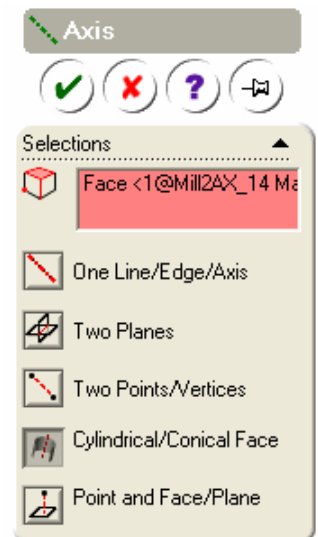 Axis
?
Selections
Face <1@Mill2AX_14 Ma
One Line/Edge/Axis
Two Planes
Two Points/Vertices
Cylindrical/Conical Face
Point and Face/Plane